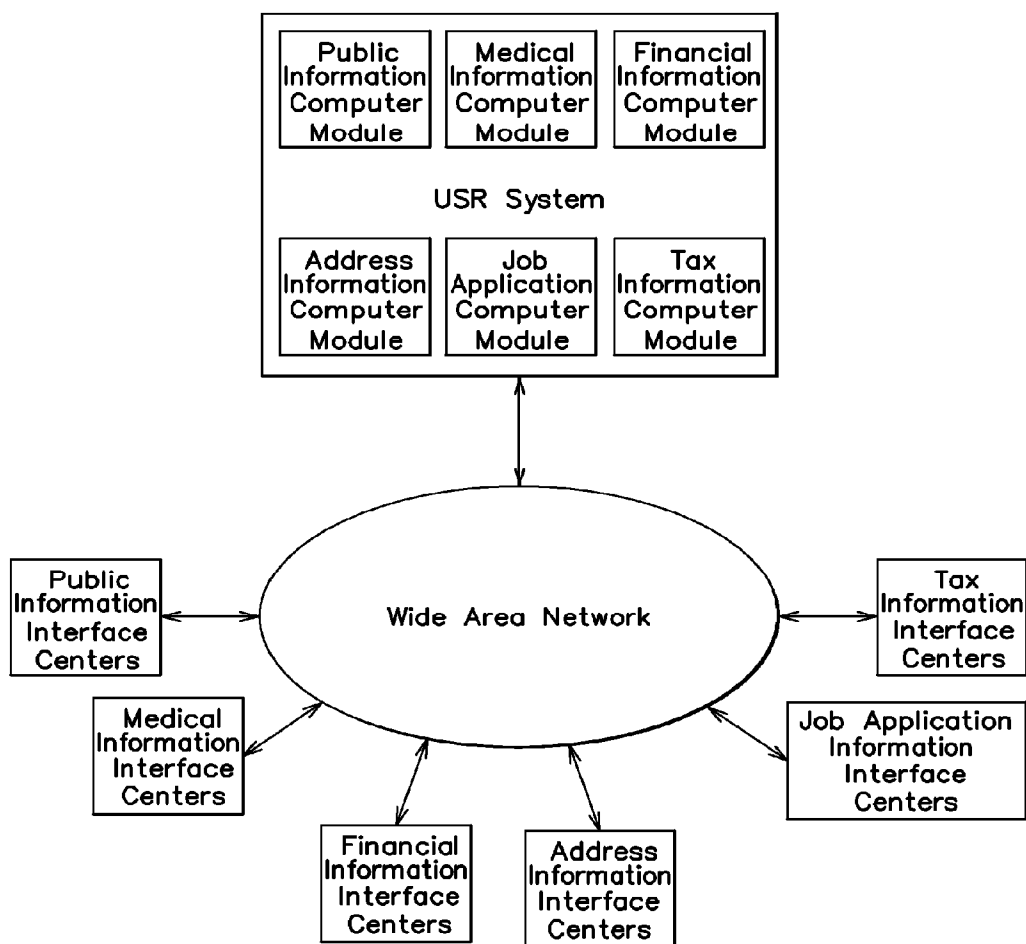 Public
Information
Computer
Module
Medical
Information
Computer
Module
Financial
Information
Computer
Module
USR System
Address
Information
Computer
Module
Job
Application
Computer
Module
Tax
Information
Computer
Module
Wide Area Network
Public
Information
Interface
Centers
Medical
Information
Interface
Centers
Financial
Information
Interface
Centers
Address
Information
Interface
Centers
Job Application
Information
Interface
Centers
Tax
Information
Interface
Centers